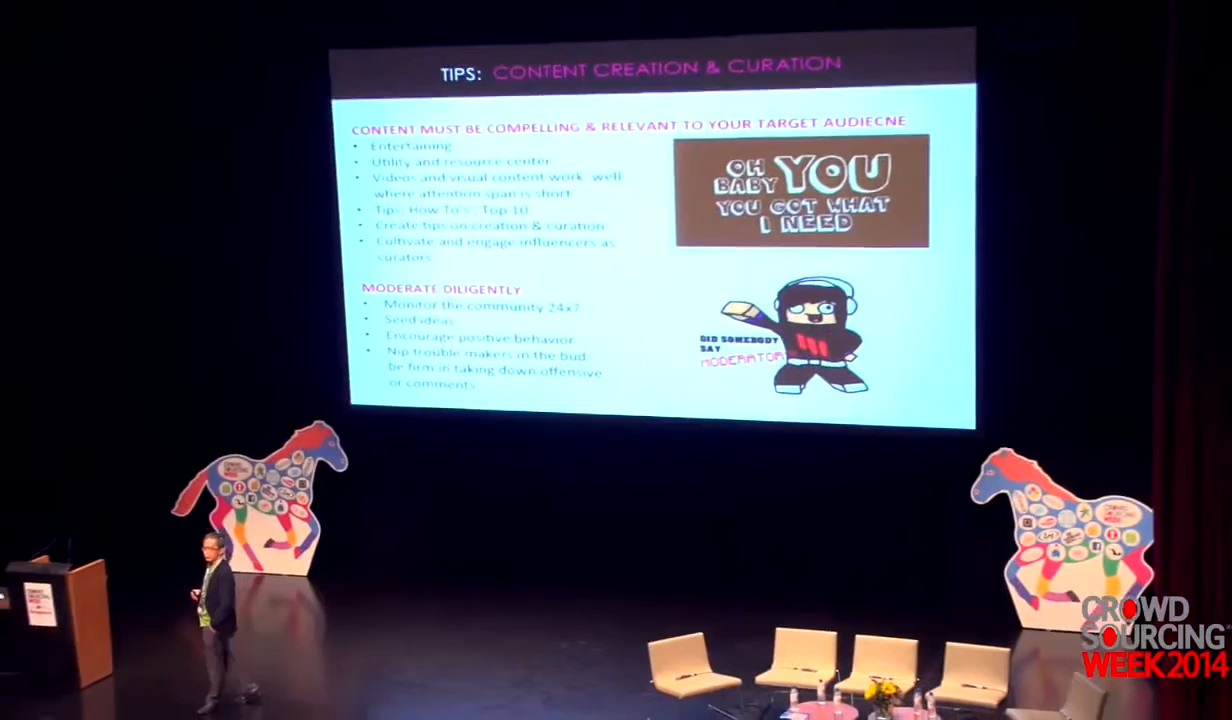 TIPS: CONTENT CREATION & CURATION
CONTENT MUST BE COMPELLING & RELEVANT TO YOUR TARGET AUDIECNE
• Entertaining
• Utility and resource center
• Videos and visual content work well
where attention span is short
• Tips, How To's, Top 10
• Create tips on creation & curation
• Cultivate and engage influencers as
curators
OH
BABY YOU
YOU GOT WHAT
I NEED
MODERATE DILIGENTLY
• Monitor the community 24x7
• Seed ideas
• Encourage positive behavior
• Nip trouble makers in the bud:
be firm in taking down offensive
or comments
DID SOMEBODY
SAY
MODERATOR
CROWD
SOURCING
WEEK
CROWD
SOURCING
WEEK2014